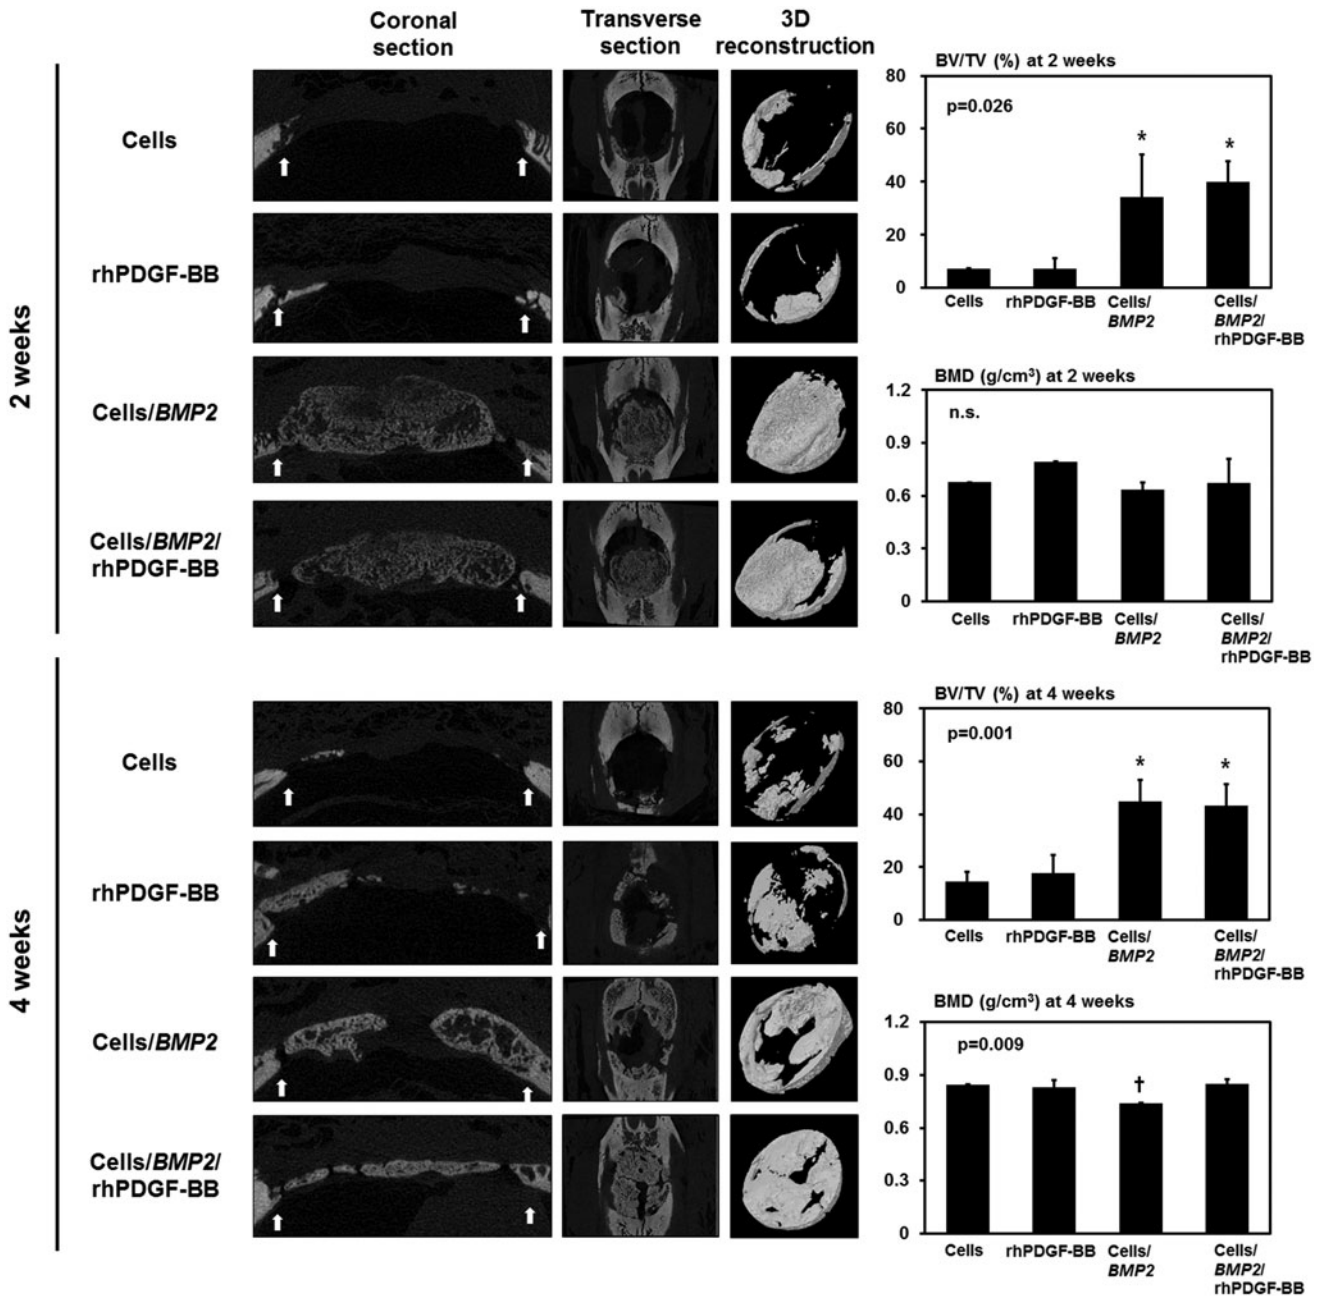 Coronal
section
Transverse
section
3D
reconstruction
2 weeks
Cells
rhPDGF-BB
Cells/BMP2
Cells/BMP2/
rhPDGF-BB
BV/TV (%) at 2 weeks
80
60
40
20
0
p=0.026
*
*
Cells
rhPDGF-BB
Cells/
BMP2
Cells/
BMP2/
rhPDGF-BB
BMD (g/cm³) at 2 weeks
1.2
0.9
0.6
0.3
0
n.s.
Cells
rhPDGF-BB
Cells/
BMP2
Cells/
BMP2/
rhPDGF-BB
4 weeks
Cells
rhPDGF-BB
Cells/BMP2
Cells/BMP2/
rhPDGF-BB
BV/TV (%) at 4 weeks
80
60
40
20
0
p=0.001
*
*
Cells
rhPDGF-BB
Cells/
BMP2
Cells/
BMP2/
rhPDGF-BB
BMD (g/cm³) at 4 weeks
1.2
0.9
0.6
0.3
0
p=0.009
†
Cells
rhPDGF-BB
Cells/
BMP2
Cells/
BMP2/
rhPDGF-BB